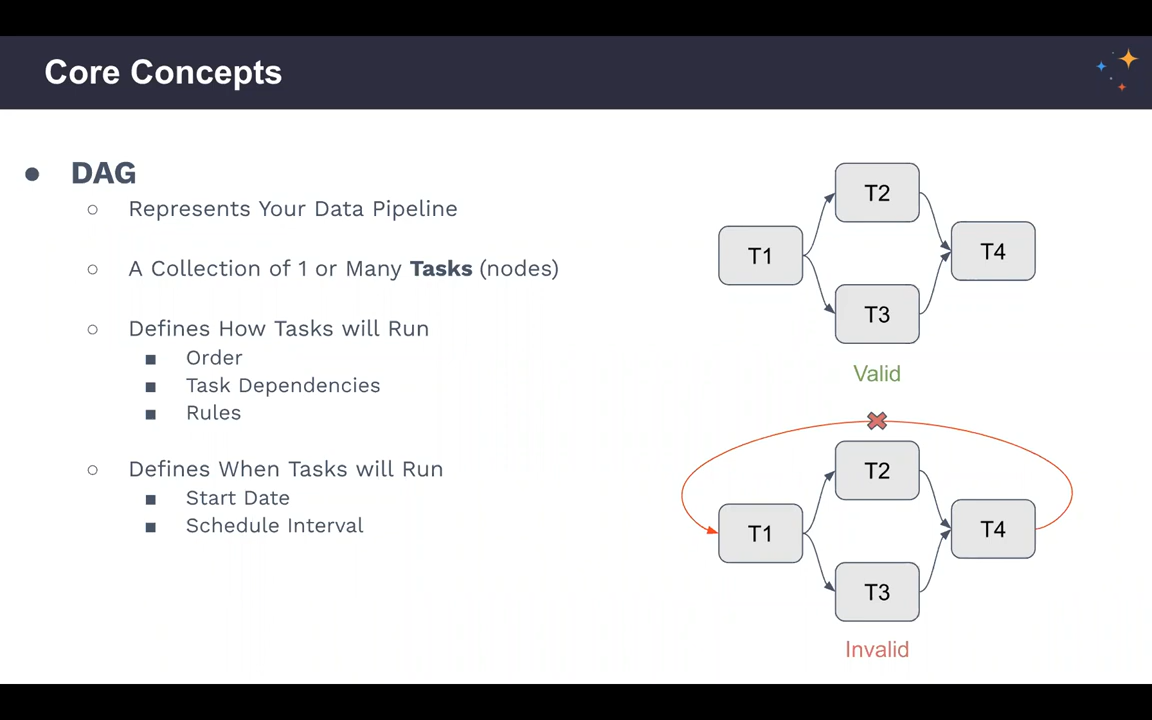 Core Concepts
DAG
Represents Your Data Pipeline
A Collection of 1 or Many Tasks (nodes)
Defines How Tasks will Run
Order
Task Dependencies
Rules
Defines When Tasks will Run
Start Date
Schedule Interval
T2
T1
T4
T3
Valid
T2
T1
T4
T3
Invalid